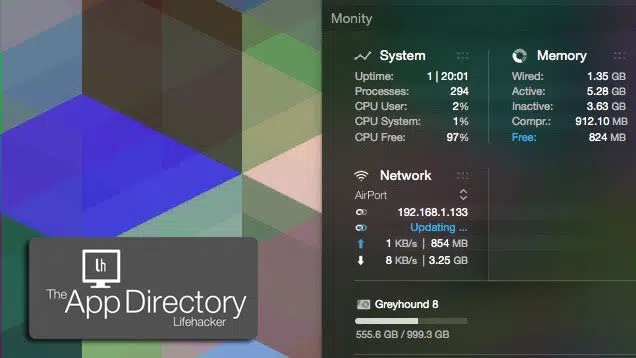 Monity
System
Uptime: 1 | 20:01
Processes: 294
CPU User: 2%
CPU System: 1%
CPU Free: 97%
Memory
Wired: 1.35 GB
Active: 5.28 GB
Inactive: 3.63 GB
Compr.: 912.10 MB
Free: 824 MB
Network
AirPort
192.168.1.133
Updating ...
1 KB/s | 854 MB
8 KB/s | 3.25 GB
Greyhound 8
555.6 GB / 999.3 GB
lh
The App Directory
Lifehacker